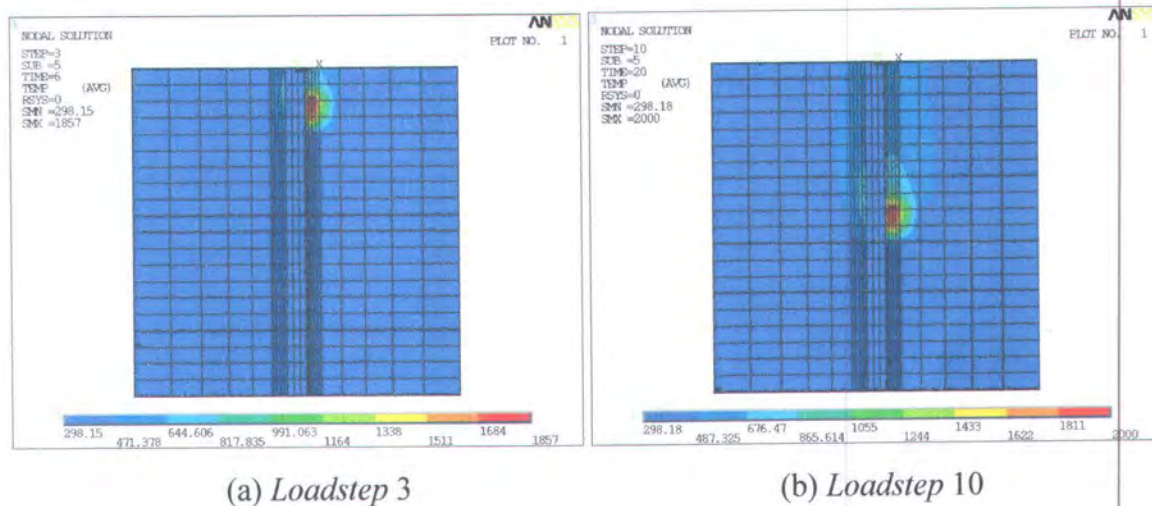 1
ANSYS
NODAL SOLUTION
PLOT NO. 1
STEP=3
SUB =5
TIME=6
TEMP (AVG)
RSYS=0
SMN =298.15
SMX =1857
X
298.15 471.378 644.606 817.835 991.063 1164 1338 1511 1684 1857
(a) Loadstep 3
NODAL SOLUTION
PLOT NO. 1
STEP=10
SUB =5
TIME=20
TEMP (AVG)
RSYS=0
SMN =298.18
SMX =2000
X
298.18 487.325 676.47 865.614 1055 1244 1433 1622 1811 2000
(b) Loadstep 10